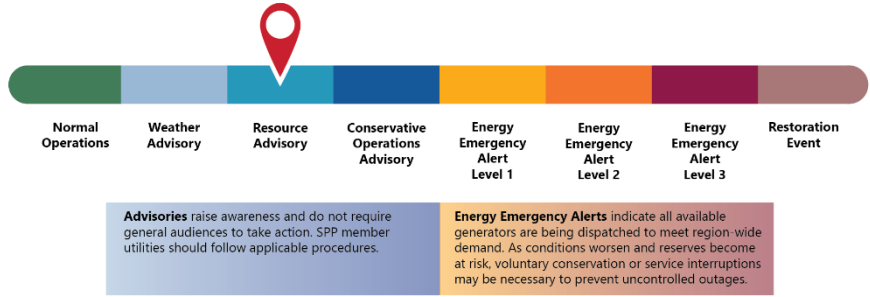 Normal
Operations
Weather
Advisory
Resource
Advisory
Conservative
Operations
Advisory
Energy
Emergency
Alert
Level 1
Energy
Emergency
Alert
Level 2
Energy
Emergency
Alert
Level 3
Restoration
Event
Advisories raise awareness and do not require
general audiences to take action. SPP member
utilities should follow applicable procedures.
Energy Emergency Alerts indicate all available
generators are being dispatched to meet region-wide
demand. As conditions worsen and reserves become
at risk, voluntary conservation or service interruptions
may be necessary to prevent uncontrolled outages.